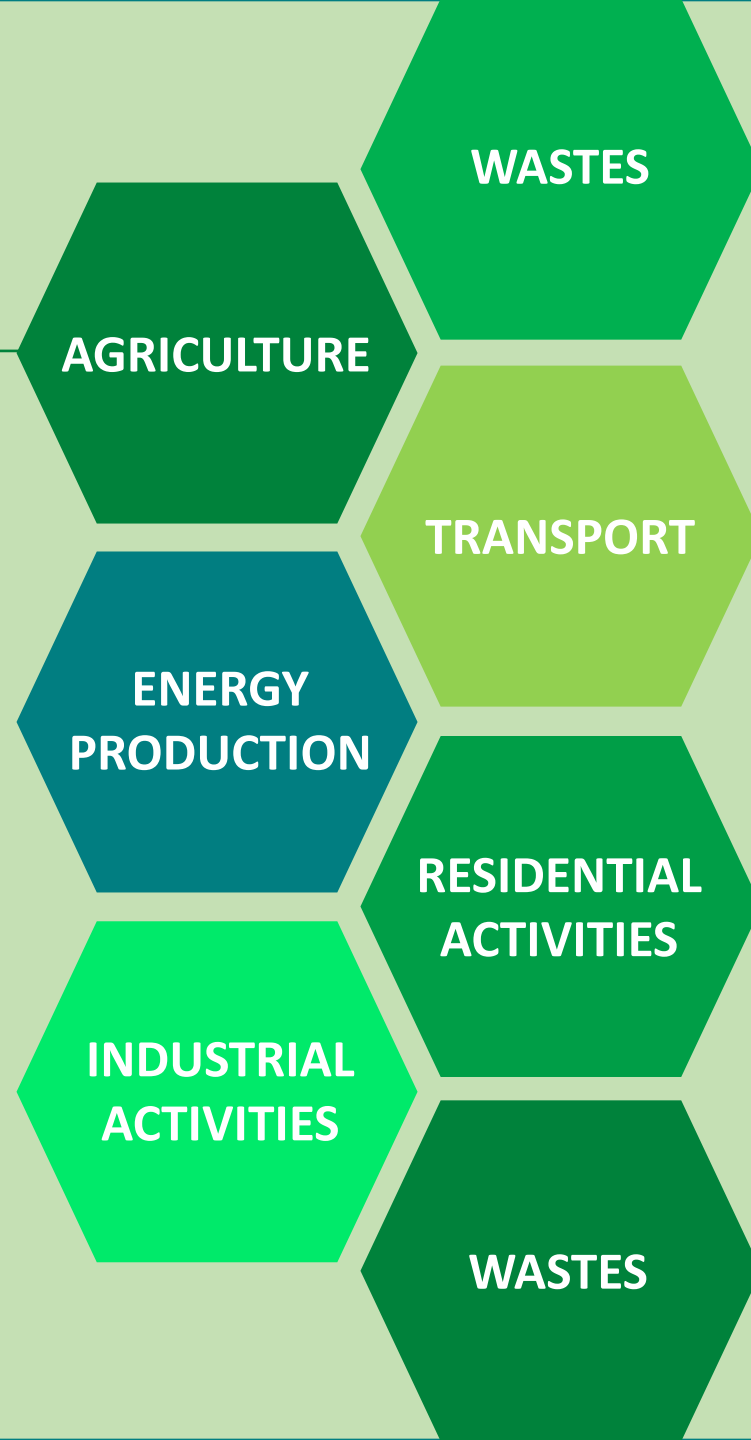 WASTES
AGRICULTURE
TRANSPORT
ENERGY
PRODUCTION
RESIDENTIAL
ACTIVITIES
INDUSTRIAL
ACTIVITIES
WASTES